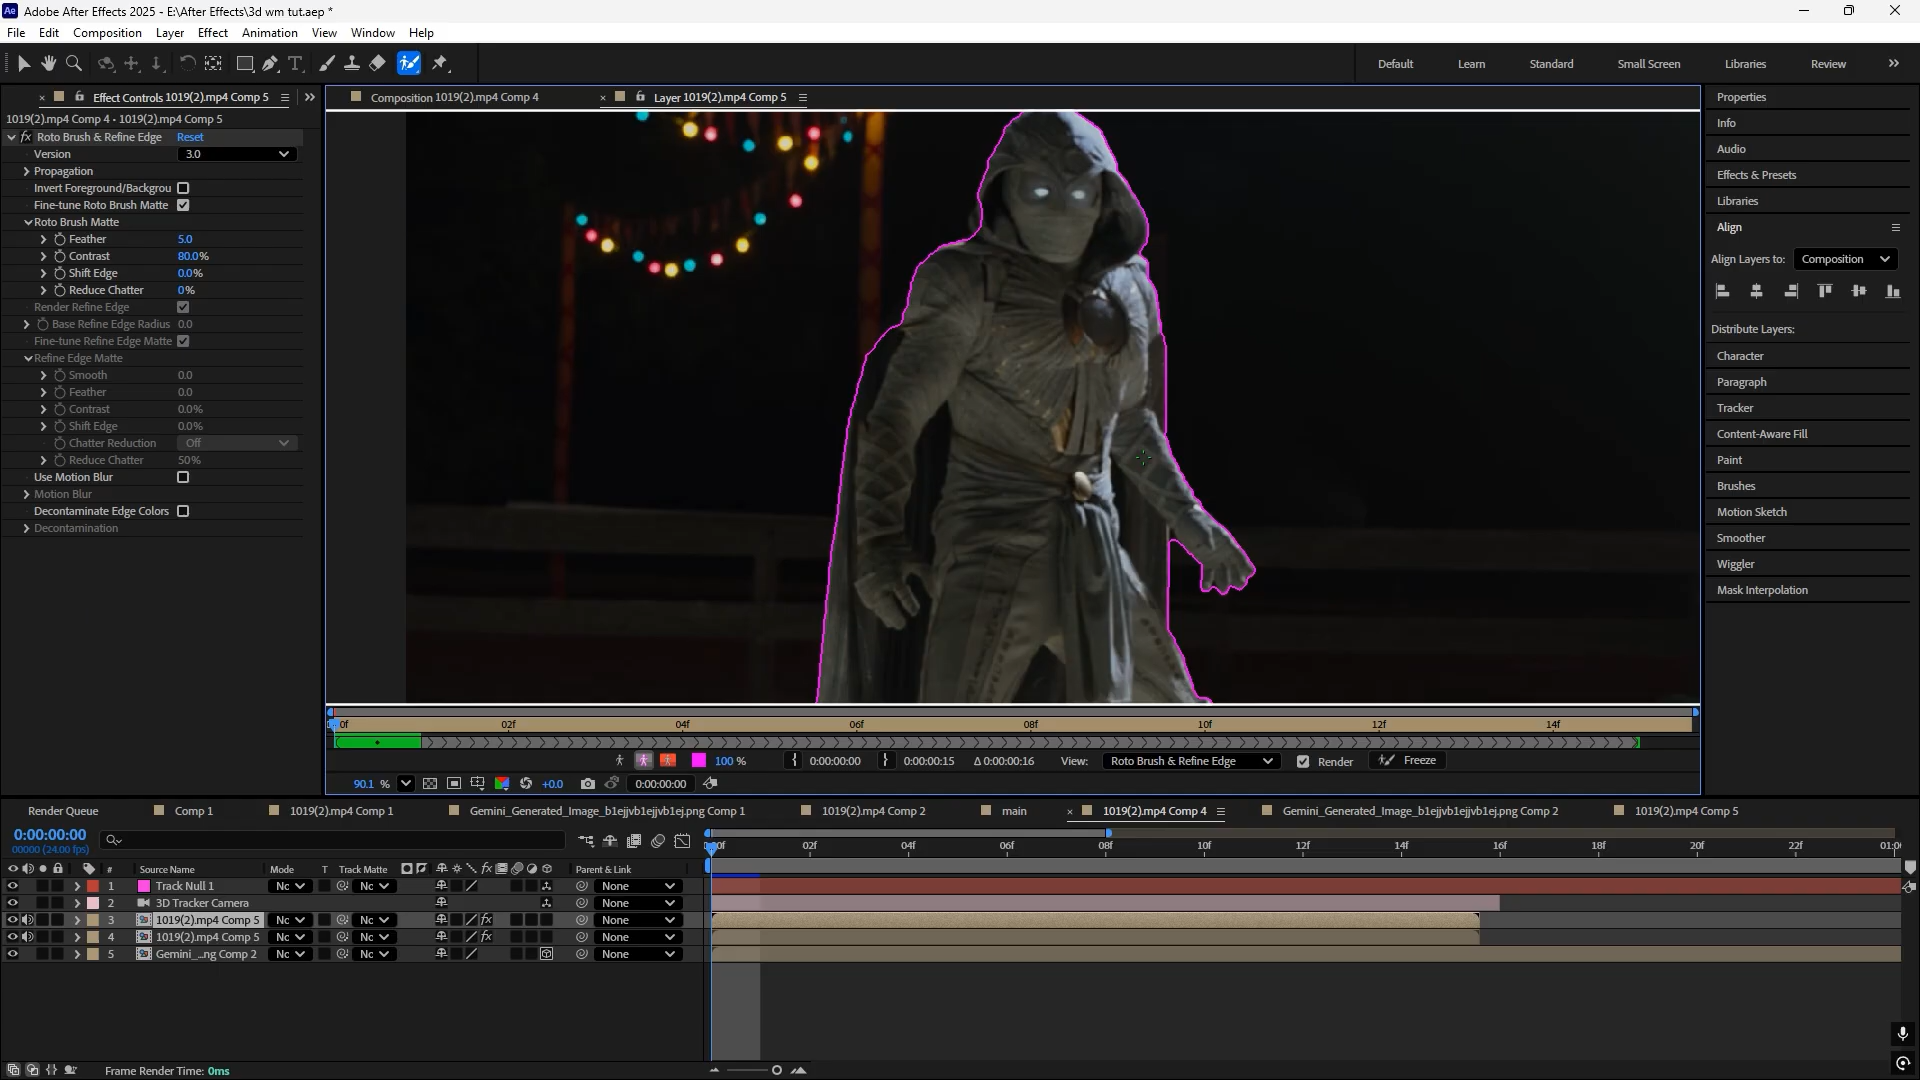 Adobe After Effects 2025 - E:\After Effects\3d wm tut.aep *
File Edit Composition Layer Effect Animation View Window Help
Default Learn Standard Small Screen Libraries Review
Effect Controls 1019(2).mp4 Comp 5
Composition 1019(2).mp4 Comp 4
Layer 1019(2).mp4 Comp 5
1019(2).mp4 Comp 4 • 1019(2).mp4 Comp 5
fx Roto Brush & Refine Edge Reset
Version 3.0
Propagation
Invert Foreground/Backgrou
Fine-tune Roto Brush Matte
Roto Brush Matte
Feather 5.0
Contrast 80.0%
Shift Edge 0.0%
Reduce Chatter 0%
Render Refine Edge
Base Refine Edge Radius 0.0
Fine-tune Refine Edge Matte
Refine Edge Matte
Smooth 0.0
Feather 0.0
Contrast 0.0%
Shift Edge 0.0%
Chatter Reduction Off
Reduce Chatter 50%
Use Motion Blur
Motion Blur
Decontaminate Edge Colors
Decontamination
Properties
Info
Audio
Effects & Presets
Libraries
Align
Align Layers to: Composition
Distribute Layers:
Character
Paragraph
Tracker
Content-Aware Fill
Paint
Brushes
Motion Sketch
Smoother
Wiggler
Mask Interpolation
0f 02f 04f 06f 08f 10f 12f 14f
100 % 0:00:00:00 0:00:00:15 Δ 0:00:00:16 View: Roto Brush & Refine Edge Render Freeze
90.1 % +0.0 0:00:00:00
Render Queue Comp 1 1019(2).mp4 Comp 1 Gemini_Generated_Image_b1ejjvb1ejjvb1ej.png Comp 1 1019(2).mp4 Comp 2 main 1019(2).mp4 Comp 4 Gemini_Generated_Image_b1ejjvb1ejjvb1ej.png Comp 2 1019(2).mp4 Comp 5
0:00:00:00
00000 (24.00 fps)
02f 04f 06f 08f 10f 12f 14f 16f 18f 20f 22f 01:0
# Source Name Mode T Track Matte fx Parent & Link
1 Track Null 1 Nc Nc None
2 3D Tracker Camera None
3 1019(2).mp4 Comp 5 Nc Nc fx None
4 1019(2).mp4 Comp 5 Nc Nc fx None
5 Gemini_...ng Comp 2 Nc Nc None
Frame Render Time: 0ms